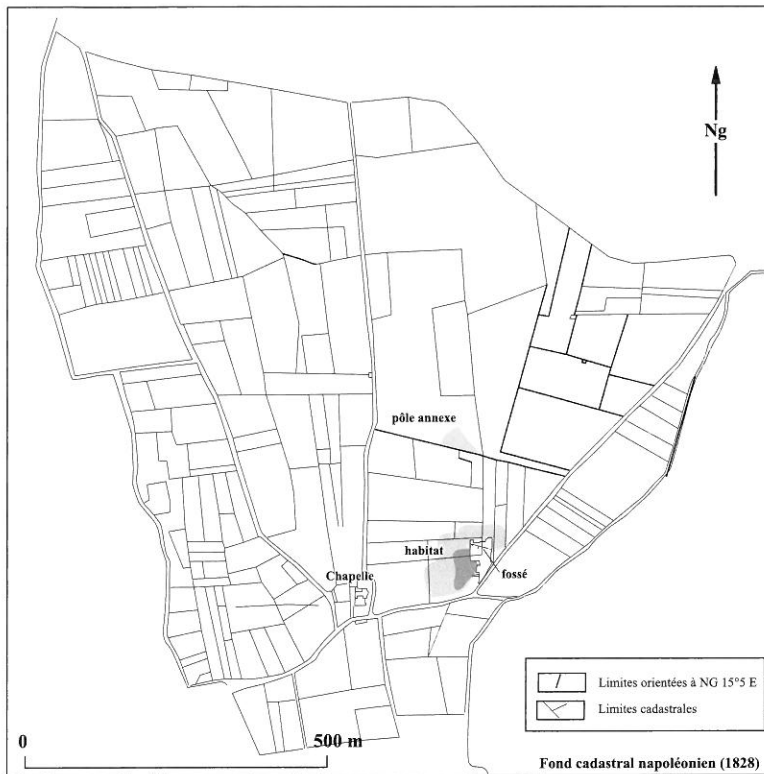 Ng
pôle annexe
habitat
fossé
Chapelle
Limites orientées à NG 15°5 E
Limites cadastrales
0
500 m
Fond cadastral napoléonien (1828)